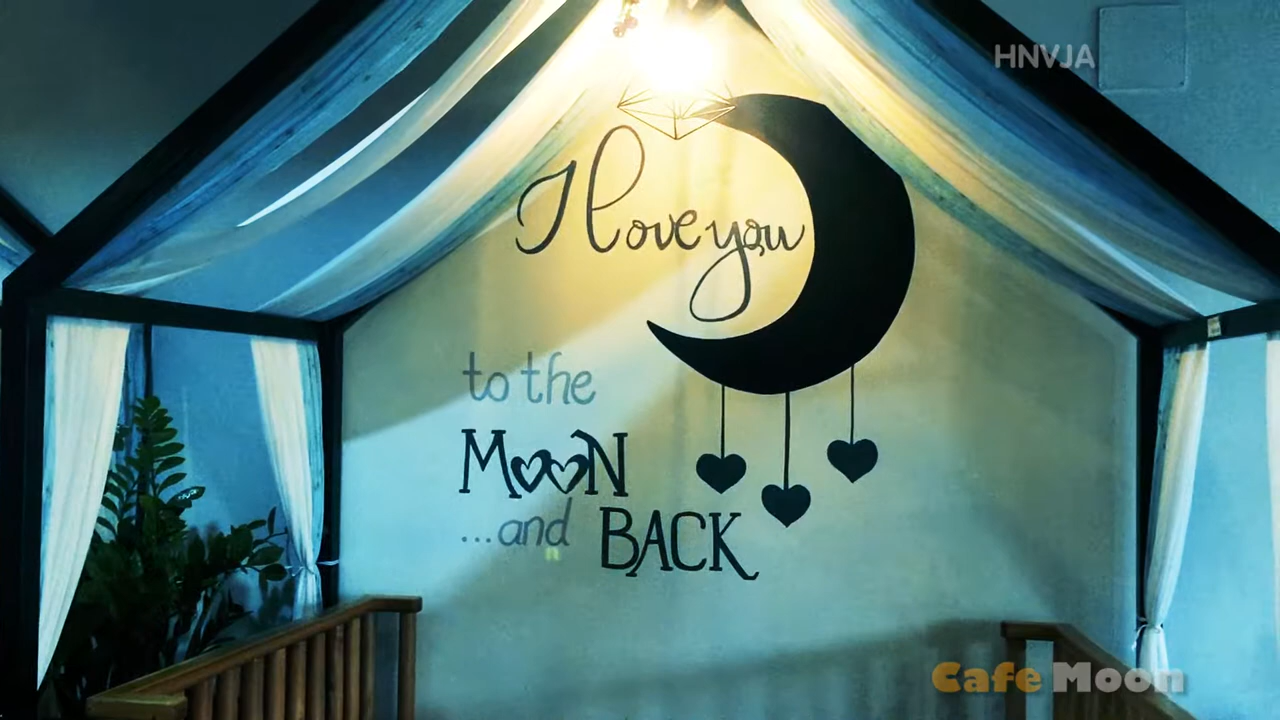 HNVJA
I love you
to the
MOON
...and BACK
Cafe Moon